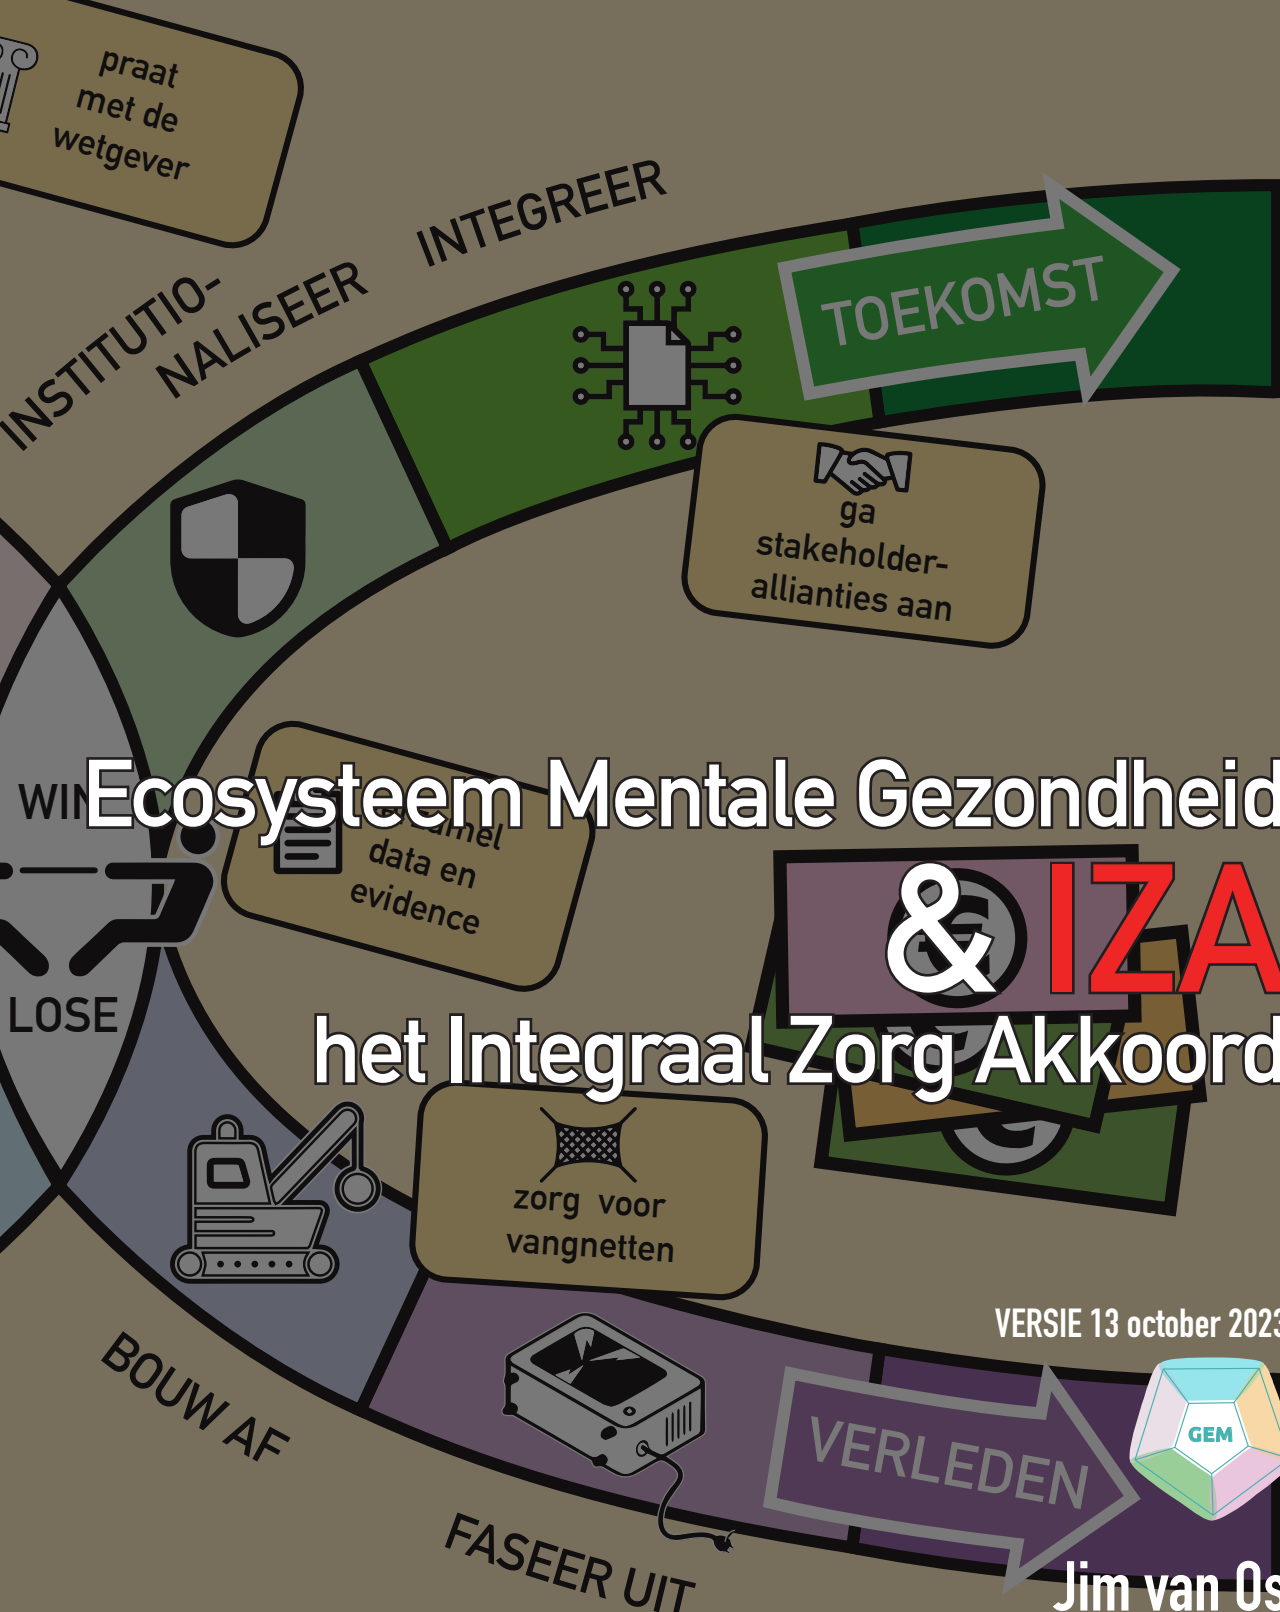 praat
met de
wetgever
INTEGREER
INSTITUTIO-
NALISEER
TOEKOMST
ga
stakeholder-
allianties aan
WIN
Ecosysteem Mentale Gezondheid
data en
evidence
& IZA
LOSE
het Integraal Zorg Akkoord
zorg voor
vangnetten
VERSIE 13 october 2023
BOUW AF
GEM
VERLEDEN
FASEER UIT
Jim van Os